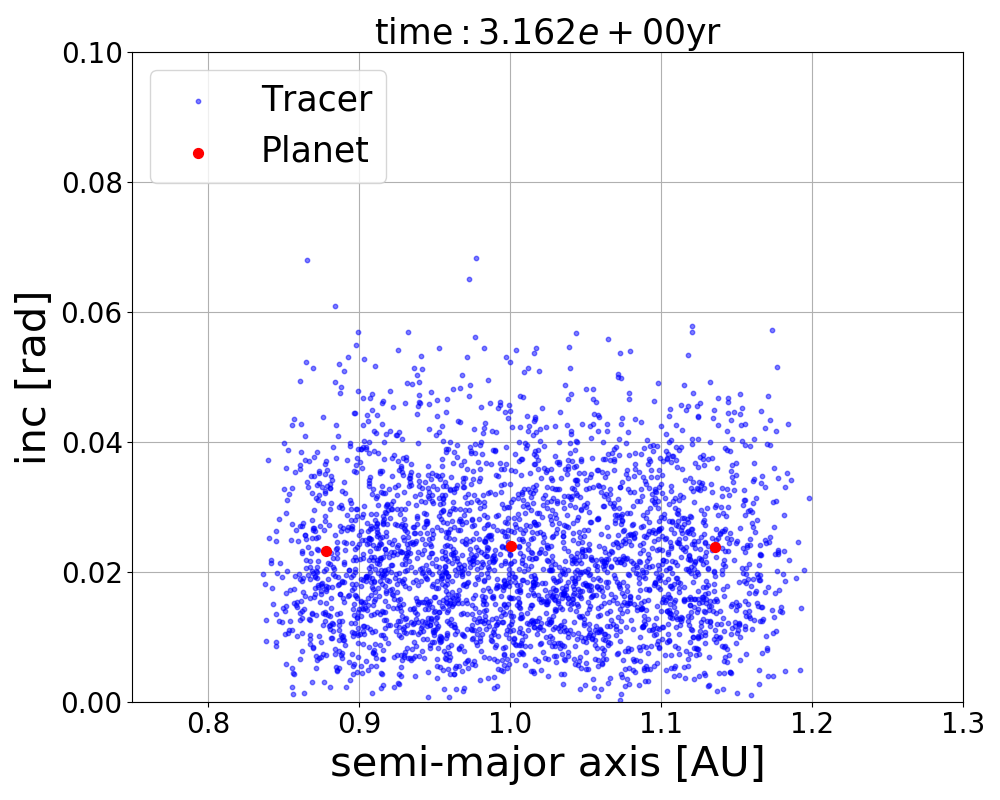 time : 3.162e + 00yr
0.10
0.08
0.06
0.04
0.02
0.00
inc [rad]
Tracer
Planet
0.8 0.9 1.0 1.1 1.2 1.3
semi-major axis [AU]